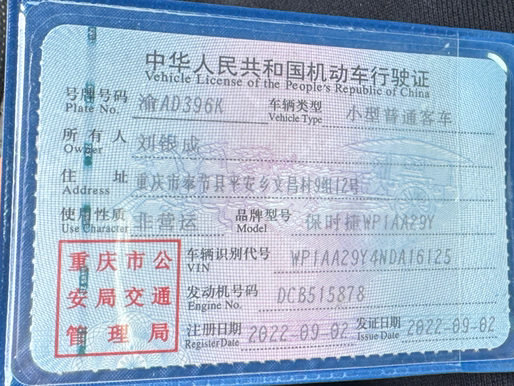 中华人民共和国机动车行驶证
Vehicle License of the People's Republic of China
号牌号码 渝AD396K 车辆类型 小型普通客车
Plate No. Vehicle Type
所有人 刘银成
Owner
住址 重庆市奉节县平安乡文昌村9组12号
Address
使用性质 非营运 品牌型号 保时捷WP1AA29Y
Use Character Model
重庆市公安局交通管理局
车辆识别代号 WP1AA29Y4NDA16125
VIN
发动机号码 DCB515878
Engine No.
注册日期 2022-09-02 发证日期 2022-09-02
Register Date Issue Date